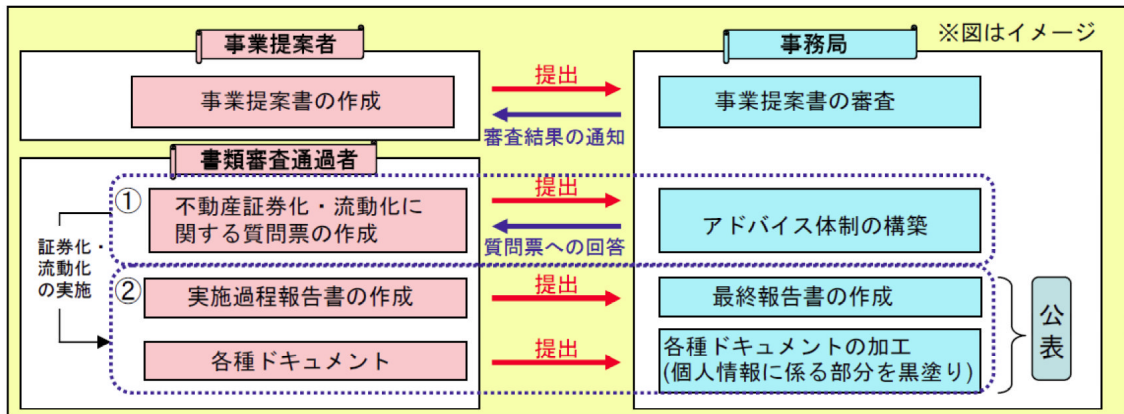 事業提案者
事務局
※図はイメージ
事業提案書の作成
提出
審査結果の通知
事業提案書の審査
書類審査通過者
①
不動産証券化・流動化に
関する質問票の作成
提出
質問票への回答
アドバイス体制の構築
証券化・
流動化
の実施
②
実施過程報告書の作成
提出
最終報告書の作成
各種ドキュメント
提出
各種ドキュメントの加工
(個人情報に係る部分を黒塗り)
公表